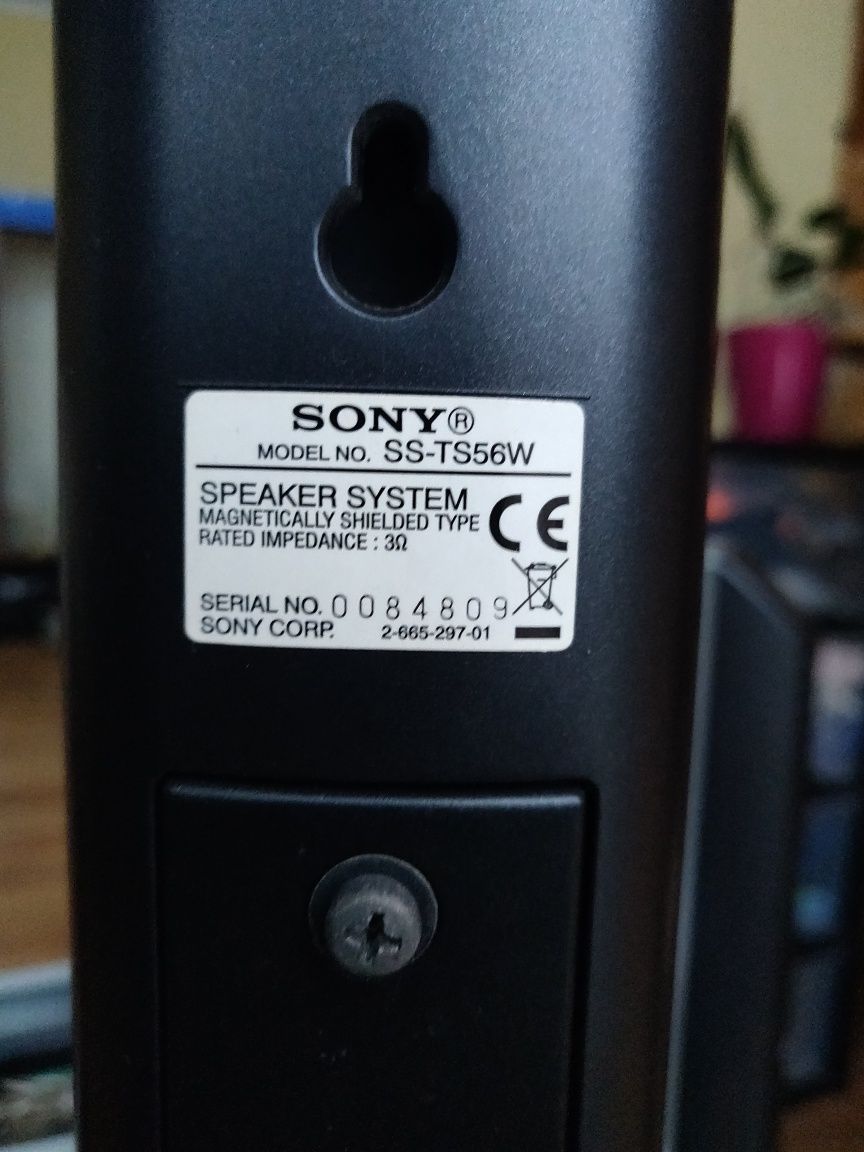 SONY®
MODEL NO. SS-TS56W
SPEAKER SYSTEM
MAGNETICALLY SHIELDED TYPE
RATED IMPEDANCE : 3Ω
CE
SERIAL NO. 0084809
SONY CORP. 2-665-297-01